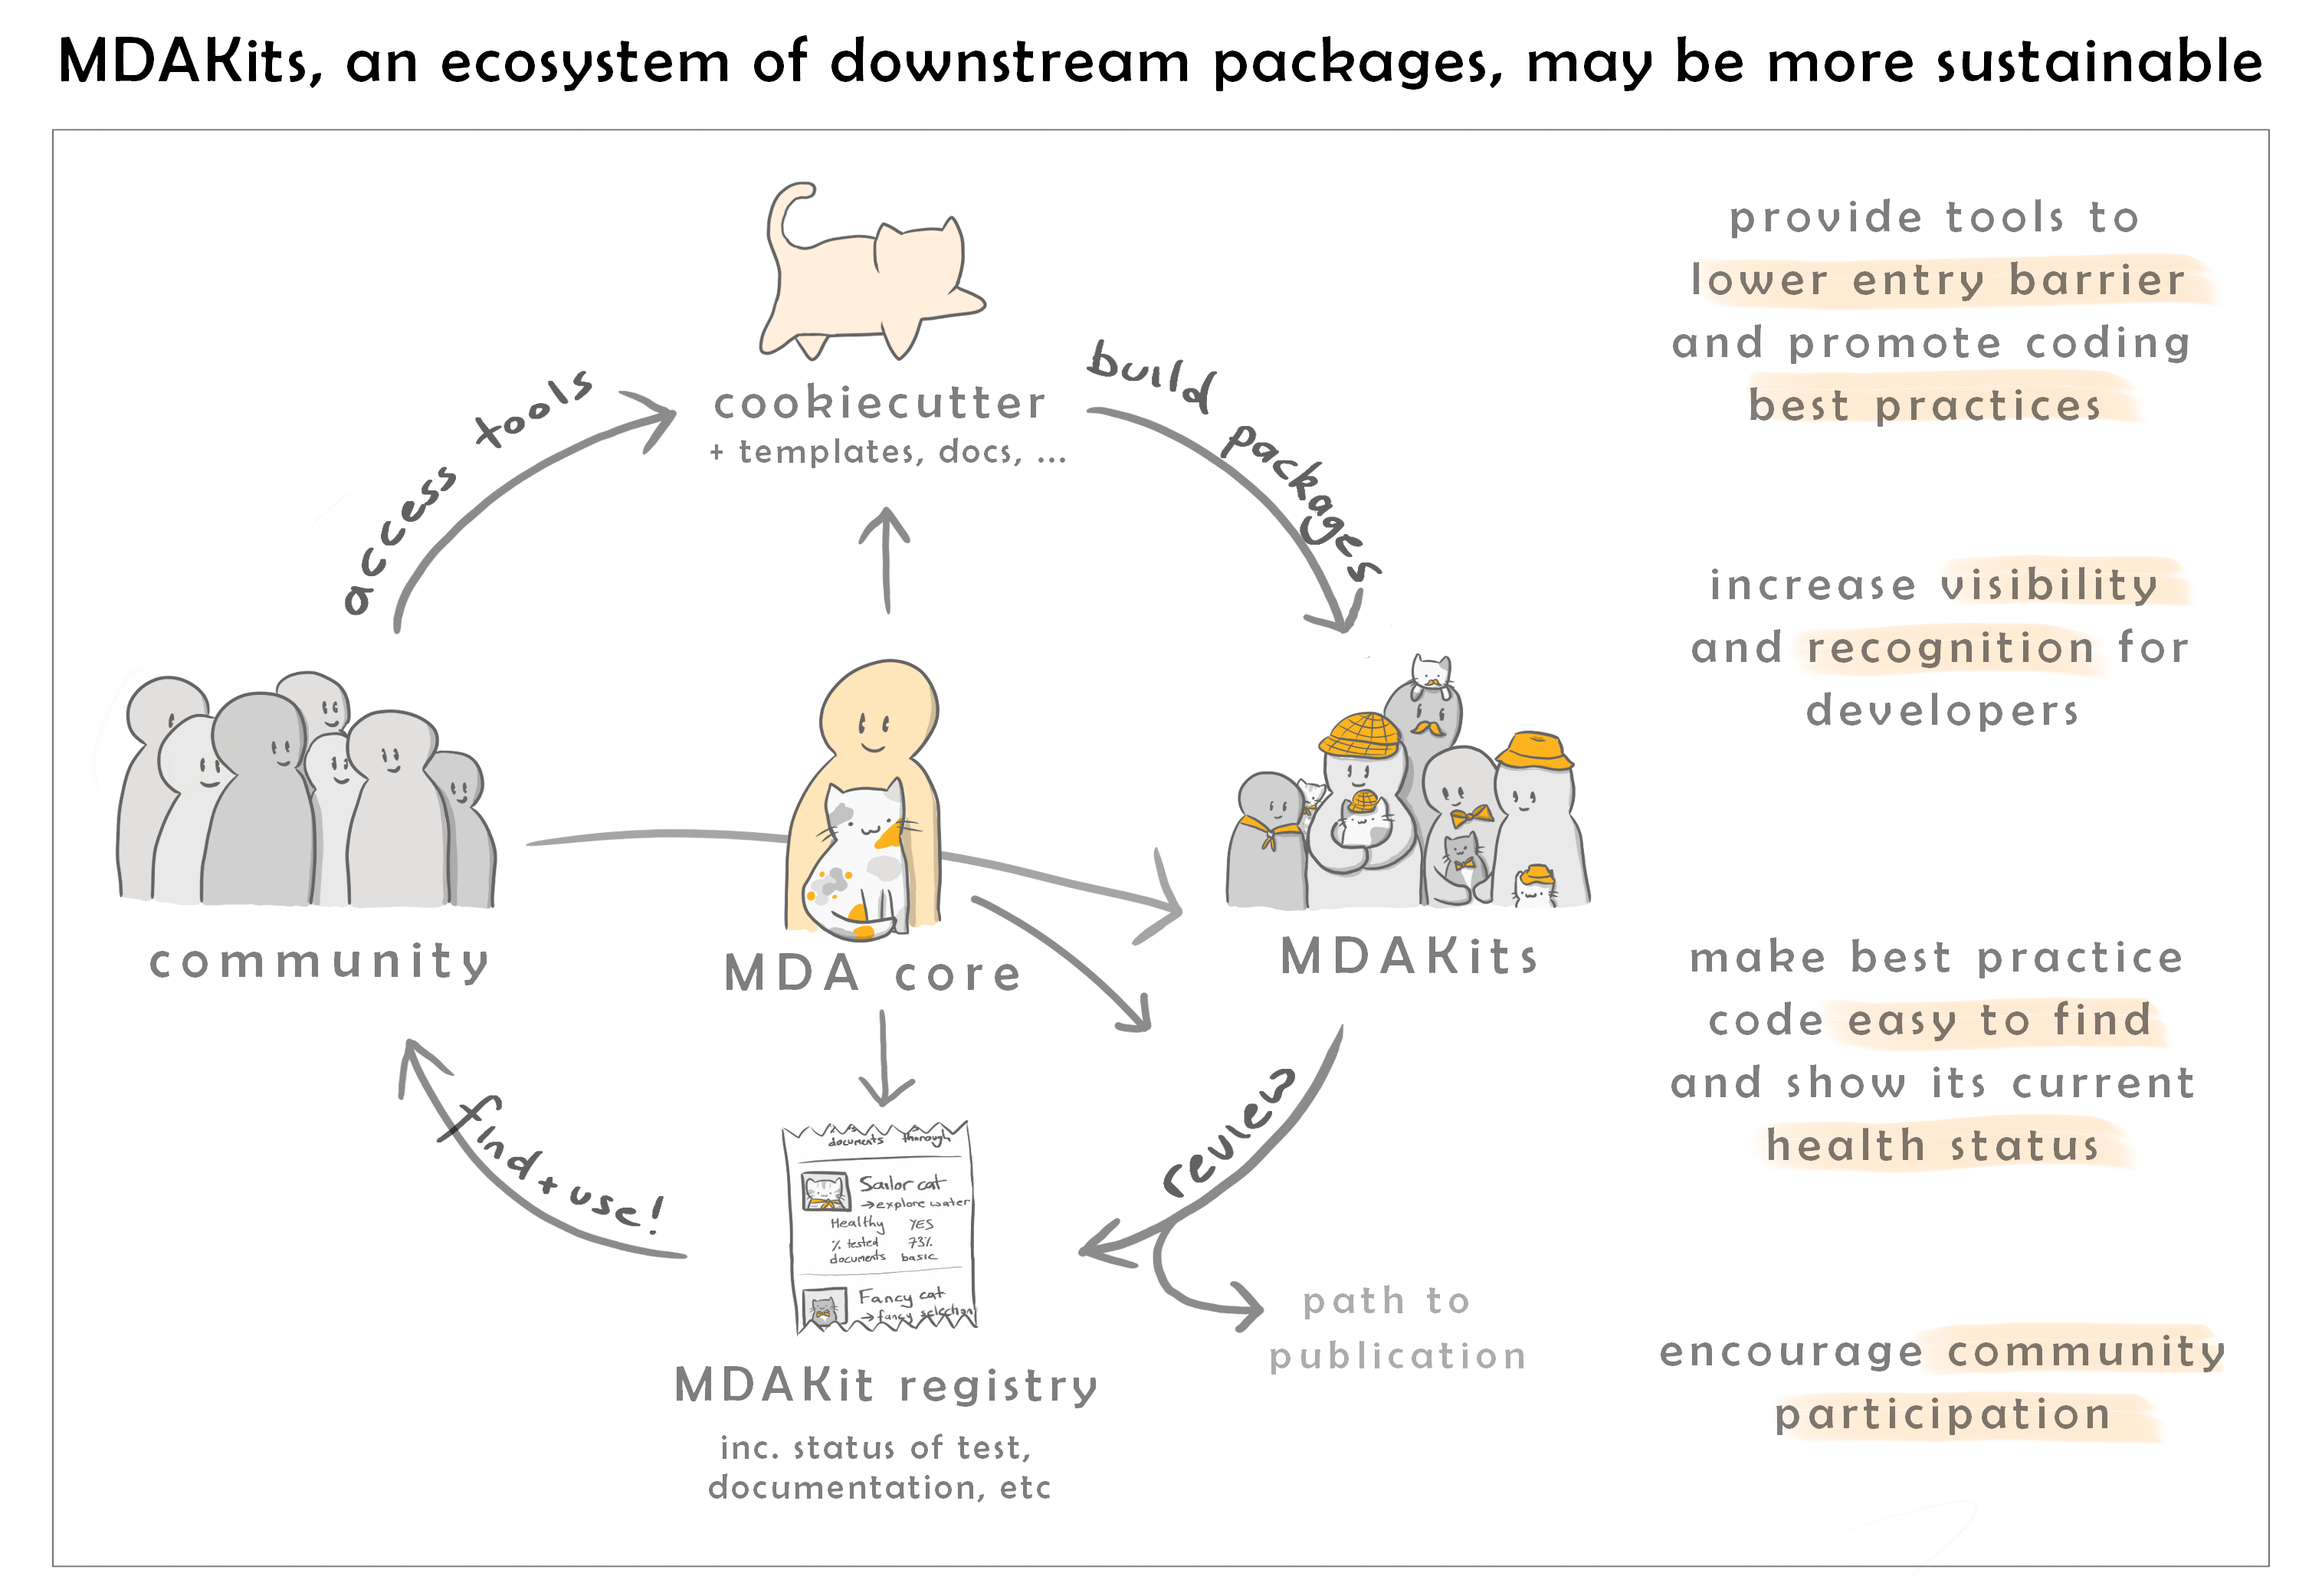 MDAKits, an ecosystem of downstream packages, may be more sustainable
access tools
cookiecutter
+ templates, docs, ...
build packages
community
MDA core
MDAKits
find + use!
review
documents thorough
Sailor cat
→ explore water
Healthy YES
% tested 73%
documents basic
Fancy cat
→ fancy selection
MDAKit registry
inc. status of test,
documentation, etc
path to
publication
provide tools to
lower entry barrier
and promote coding
best practices
increase visibility
and recognition for
developers
make best practice
code easy to find
and show its current
health status
encourage community
participation